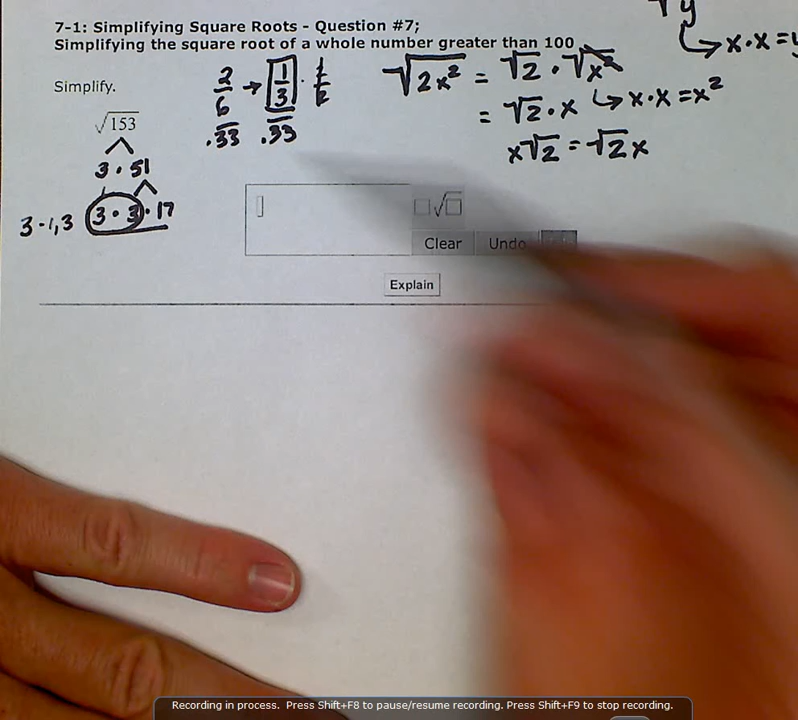 7-1: Simplifying Square Roots - Question #7;
Simplifying the square root of a whole number greater than 100
y
x·x=y
Simplify.
2/6 → 1/3 · 2/2
.33 .33
√2x² = √2 · √x²
= √2 · x
x·x=x²
x√2 = √2x
√153
3·51
3·3·17
3·1,3
□√□
Clear Undo
Explain
Recording in process. Press Shift+F8 to pause/resume recording. Press Shift+F9 to stop recording.